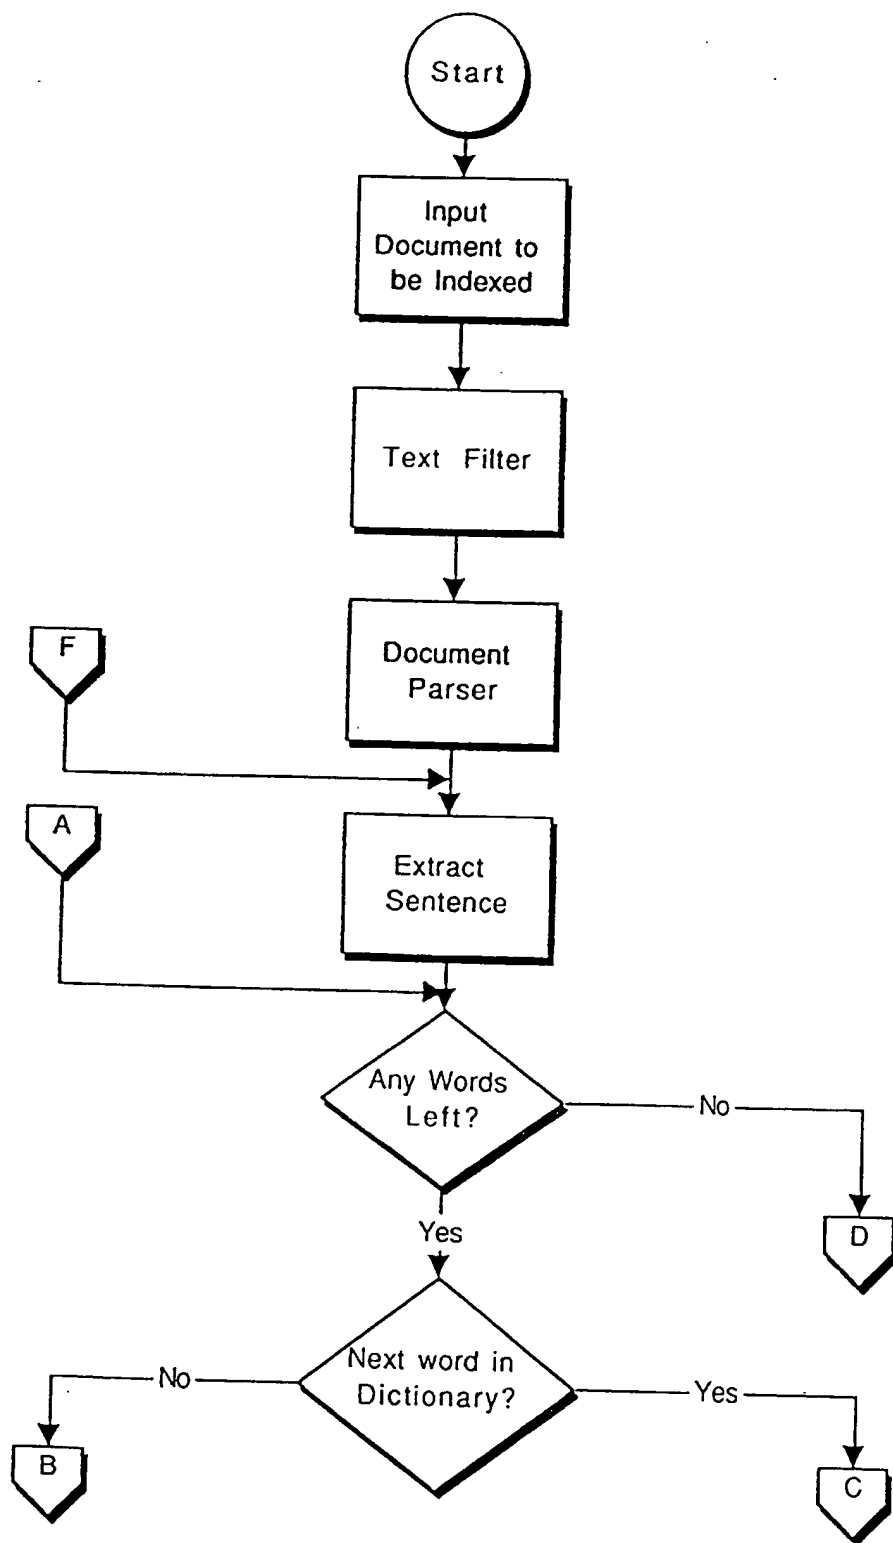 Start
Input
Document to
be Indexed
Text Filter
Document
Parser
F
A
Extract
Sentence
Any Words
Left?
No
D
Yes
Next word in
Dictionary?
No
Yes
B
C